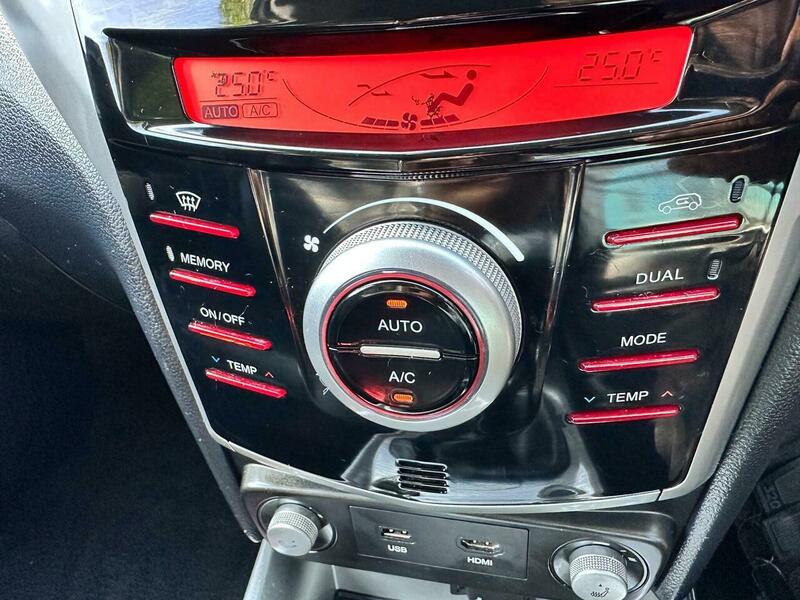 25.0°C
AUTO A/C
25.0°C
MEMORY
ON/OFF
TEMP
AUTO
A/C
DUAL
MODE
TEMP
USB
HDMI